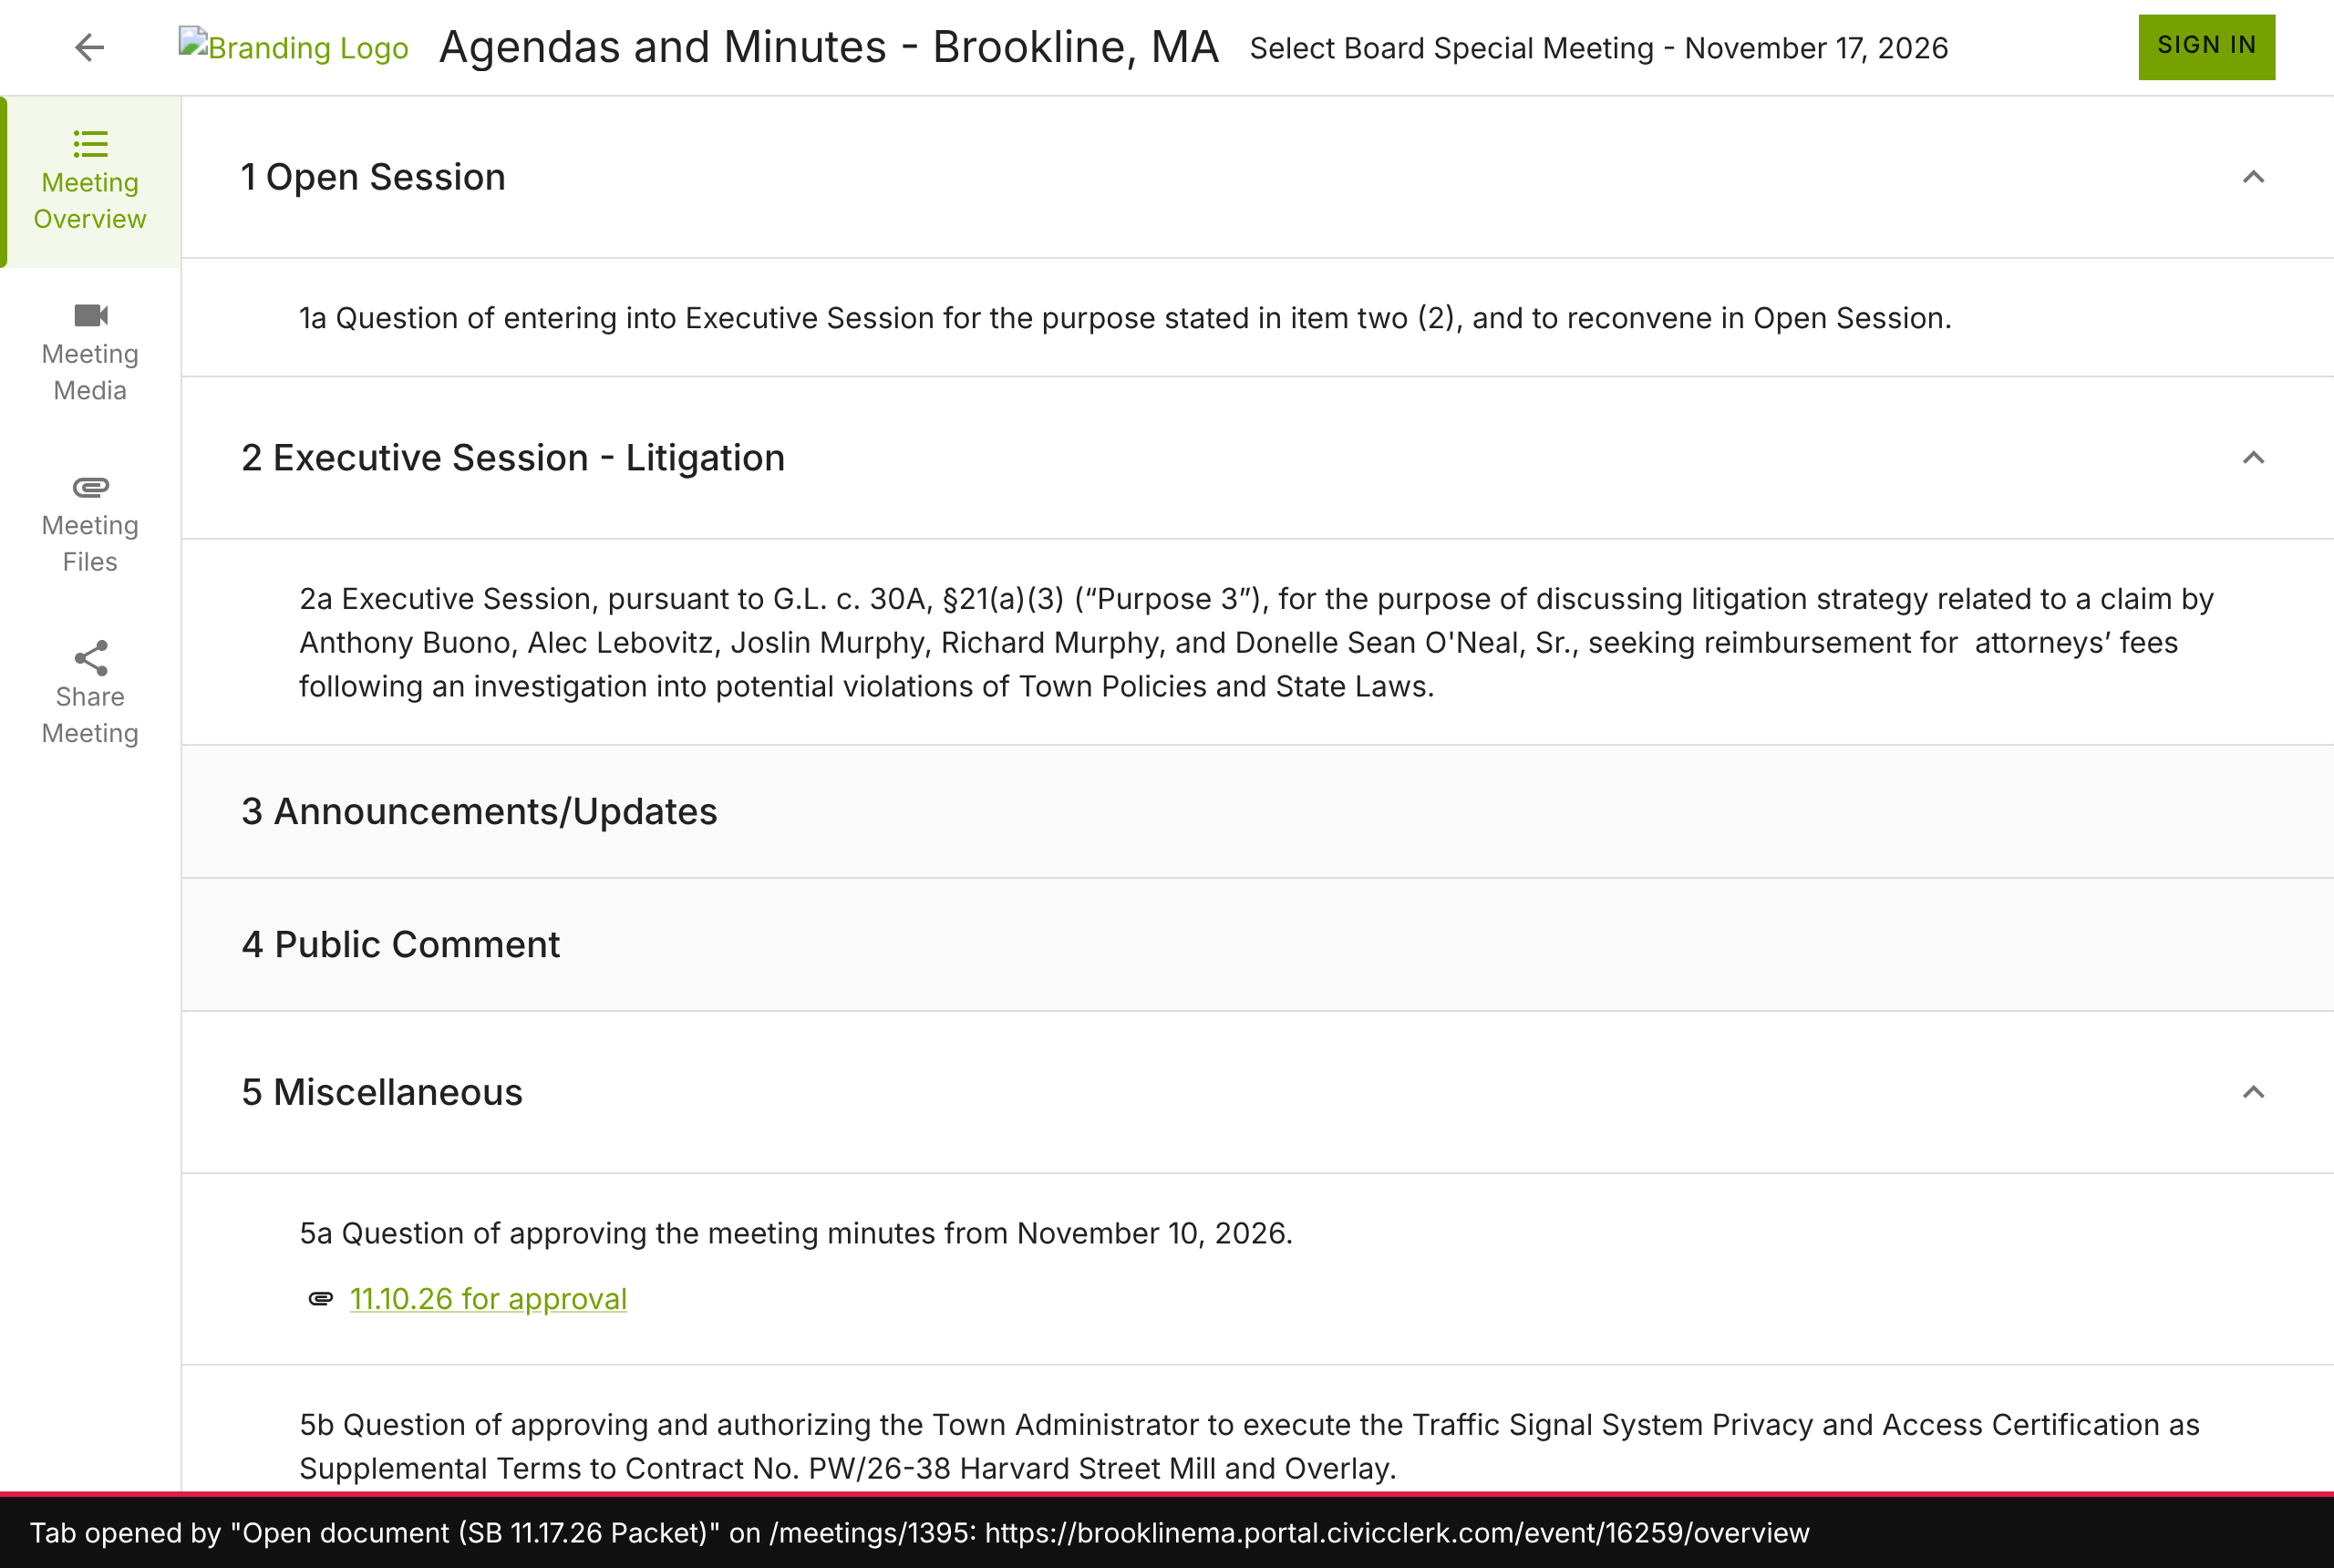 Branding Logo
Agendas and Minutes - Brookline, MA
Select Board Special Meeting - November 17, 2026
SIGN IN
Meeting
Overview
Meeting
Media
Meeting
Files
Share
Meeting
1 Open Session
1a Question of entering into Executive Session for the purpose stated in item two (2), and to reconvene in Open Session.
2 Executive Session - Litigation
2a Executive Session, pursuant to G.L. c. 30A, §21(a)(3) (“Purpose 3”), for the purpose of discussing litigation strategy related to a claim by
Anthony Buono, Alec Lebovitz, Joslin Murphy, Richard Murphy, and Donelle Sean O'Neal, Sr., seeking reimbursement for  attorneys’ fees
following an investigation into potential violations of Town Policies and State Laws.
3 Announcements/Updates
4 Public Comment
5 Miscellaneous
5a Question of approving the meeting minutes from November 10, 2026.
11.10.26 for approval
5b Question of approving and authorizing the Town Administrator to execute the Traffic Signal System Privacy and Access Certification as
Supplemental Terms to Contract No. PW/26-38 Harvard Street Mill and Overlay.
Tab opened by "Open document (SB 11.17.26 Packet)" on /meetings/1395: https://brooklinema.portal.civicclerk.com/event/16259/overview